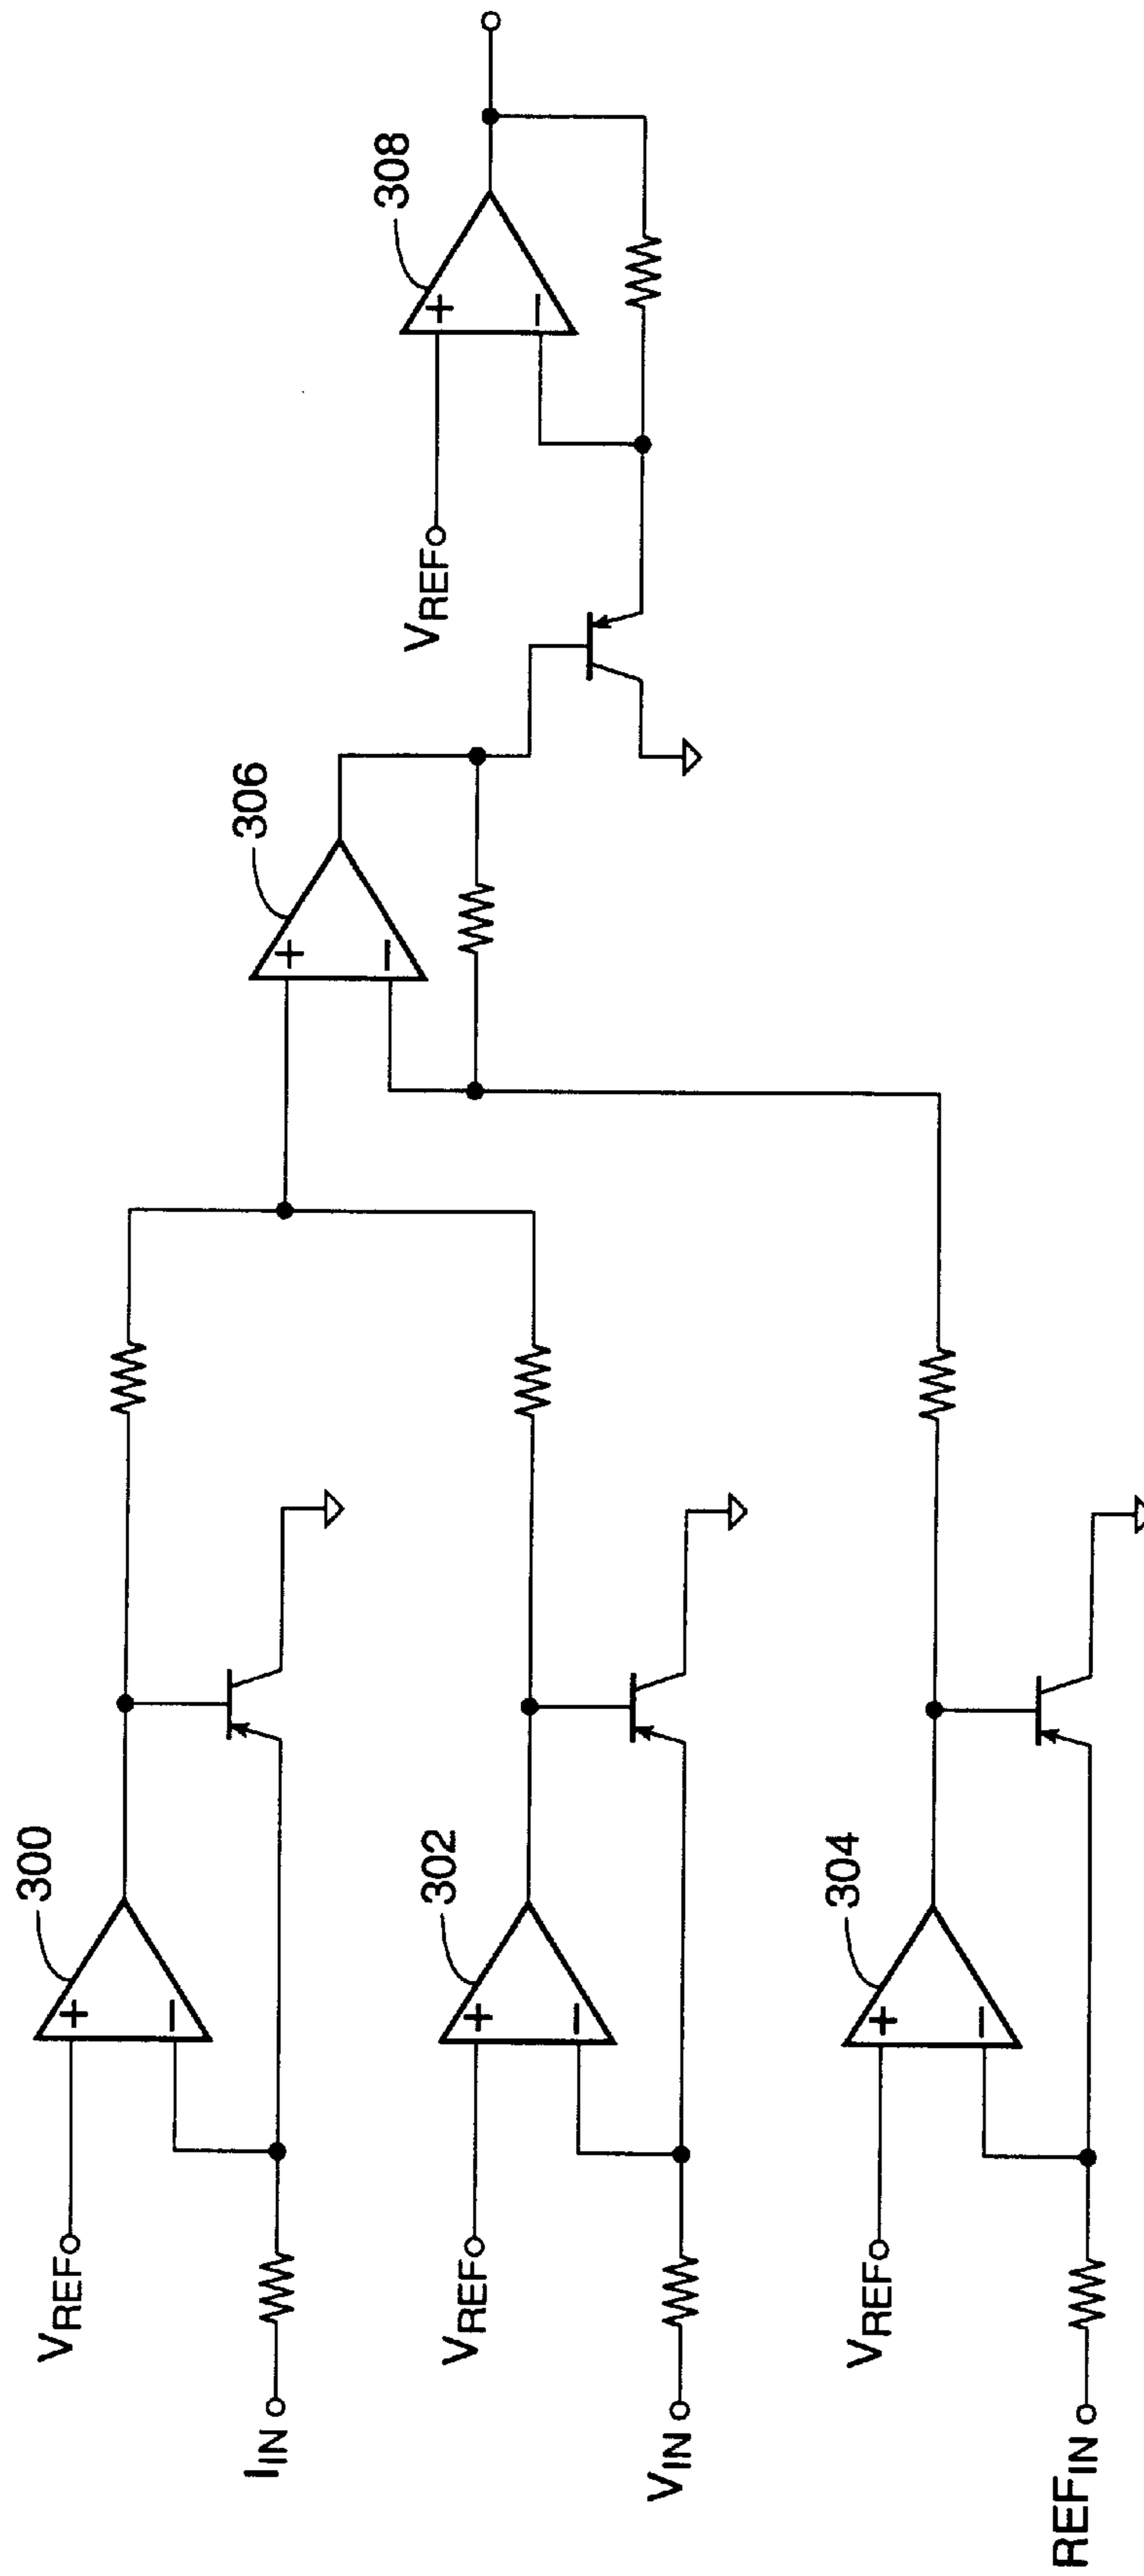 300
VREF
IIN
302
VREF
VIN
304
VREF
REFIN
306
308
VREF
+
−
+
−
+
−
+
−
+
−